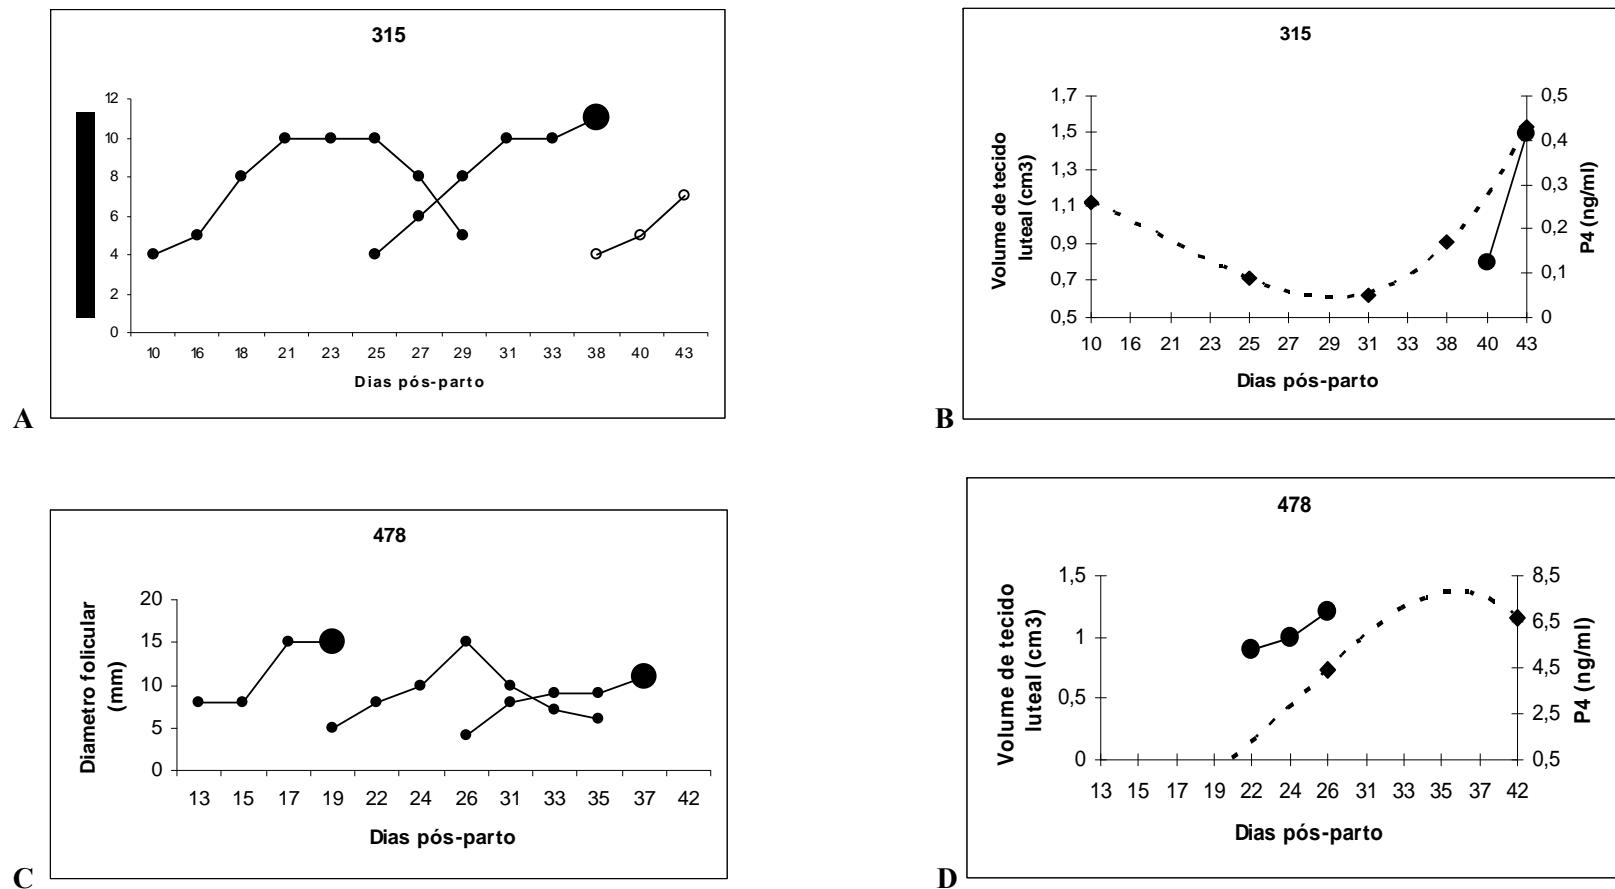 315
12
10
8
6
4
2
0
10 16 18 21 23 25 27 29 31 33 38 40 43
Dias pós-parto
A
315
Volume de tecido
luteal (cm3)
1,7
1,5
1,3
1,1
0,9
0,7
0,5
0,5
0,4
0,3
0,2
0,1
0
P4 (ng/ml)
10 16 21 23 25 27 29 31 33 38 40 43
Dias pós-parto
B
478
Diametro folicular
(mm)
20
15
10
5
0
13 15 17 19 22 24 26 31 33 35 37 42
Dias pós-parto
C
478
Volume de tecido
luteal (cm3)
1,5
1
0,5
0
8,5
6,5
4,5
2,5
0,5
P4 (ng/ml)
13 15 17 19 22 24 26 31 33 35 37 42
Dias pós-parto
D